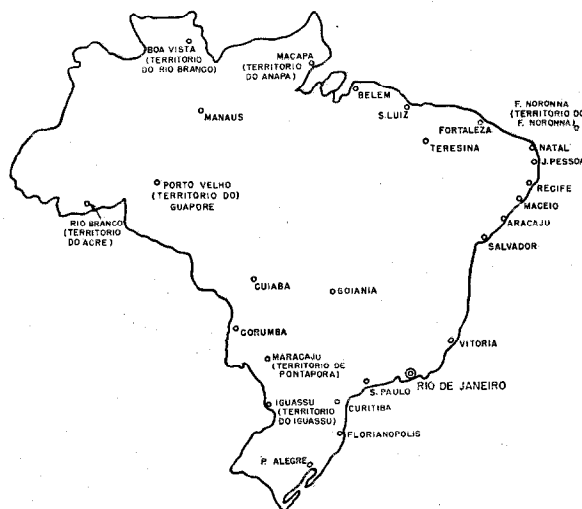 BOA VISTA
(TERRITORIO
DO RIO BRANCO)
MACAPA
(TERRITORIO
DO ANAPA)
BELEM
S. LUIZ
MANAUS
FORTALEZA
F. NORONNA
(TERRITORIO DO
F. NORONNA)
TERESINA
NATAL
J. PESSOA
PORTO VELHO
(TERRITORIO DO)
GUAPORE
RECIFE
MACEIO
RIO BRANCO
(TERRITORIO
DO ACRE)
ARACAJU
SALVADOR
CUIABA
GOIANIA
CORUMBA
VITORIA
MARACAJU
(TERRITORIO DE
PONTAPORA)
S. PAULO
RIO DE JANEIRO
IGUASSU
(TERRITORIO
DO IGUASSU)
CURITIBA
FLORIANOPOLIS
P. ALEGRE